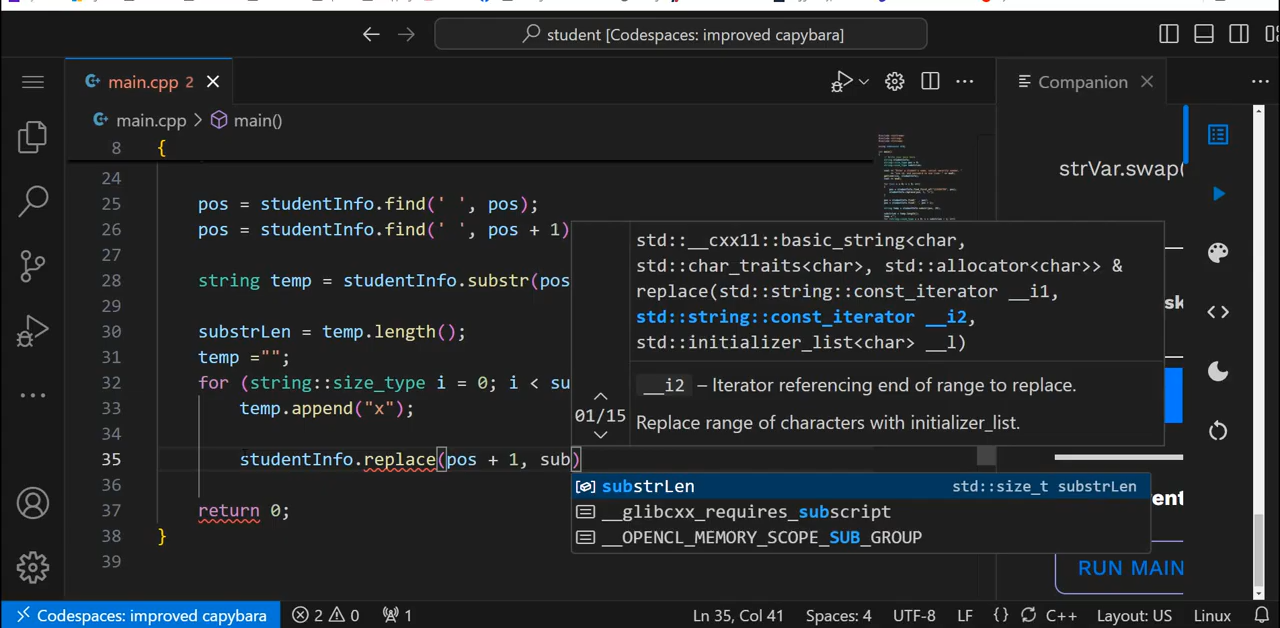 student [Codespaces: improved capybara]
main.cpp 2
Companion
main.cpp > main()
8 {
24
25 pos = studentInfo.find(' ', pos);
26 pos = studentInfo.find(' ', pos + 1)
27
28 string temp = studentInfo.substr(pos
29
30 substrLen = temp.length();
31 temp ="";
32 for (string::size_type i = 0; i < su
33 temp.append("x");
34
35 studentInfo.replace(pos + 1, sub)
36
37 return 0;
38 }
39
std::__cxx11::basic_string<char,
std::char_traits<char>, std::allocator<char>> &
replace(std::string::const_iterator __i1,
std::string::const_iterator __i2,
std::initializer_list<char> __l)
01/15
__i2 – Iterator referencing end of range to replace.
Replace range of characters with initializer_list.
substrLen std::size_t substrLen
__glibcxx_requires_subscript
__OPENCL_MEMORY_SCOPE_SUB_GROUP
strVar.swap(
sk
ent
RUN MAIN
Codespaces: improved capybara 2 0 1 Ln 35, Col 41 Spaces: 4 UTF-8 LF {} C++ Layout: US Linux